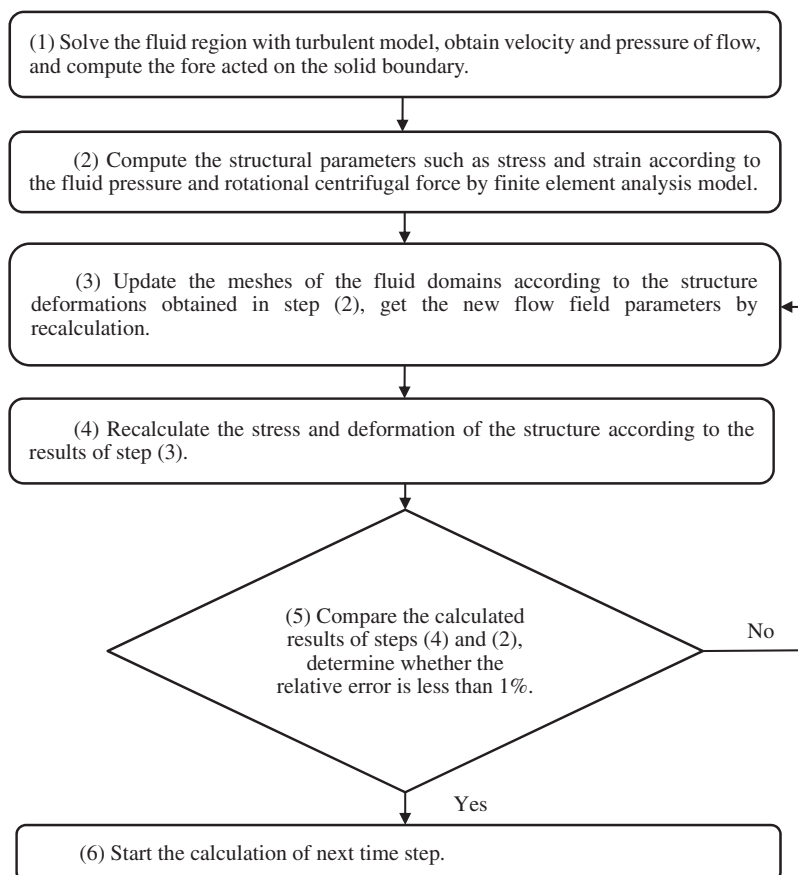 (1) Solve the fluid region with turbulent model, obtain velocity and pressure of flow,
and compute the fore acted on the solid boundary.
(2) Compute the structural parameters such as stress and strain according to
the fluid pressure and rotational centrifugal force by finite element analysis model.
(3) Update the meshes of the fluid domains according to the structure
deformations obtained in step (2), get the new flow field parameters by
recalculation.
(4) Recalculate the stress and deformation of the structure according to the
results of step (3).
(5) Compare the calculated
results of steps (4) and (2),
determine whether the
relative error is less than 1%.
No
Yes
(6) Start the calculation of next time step.